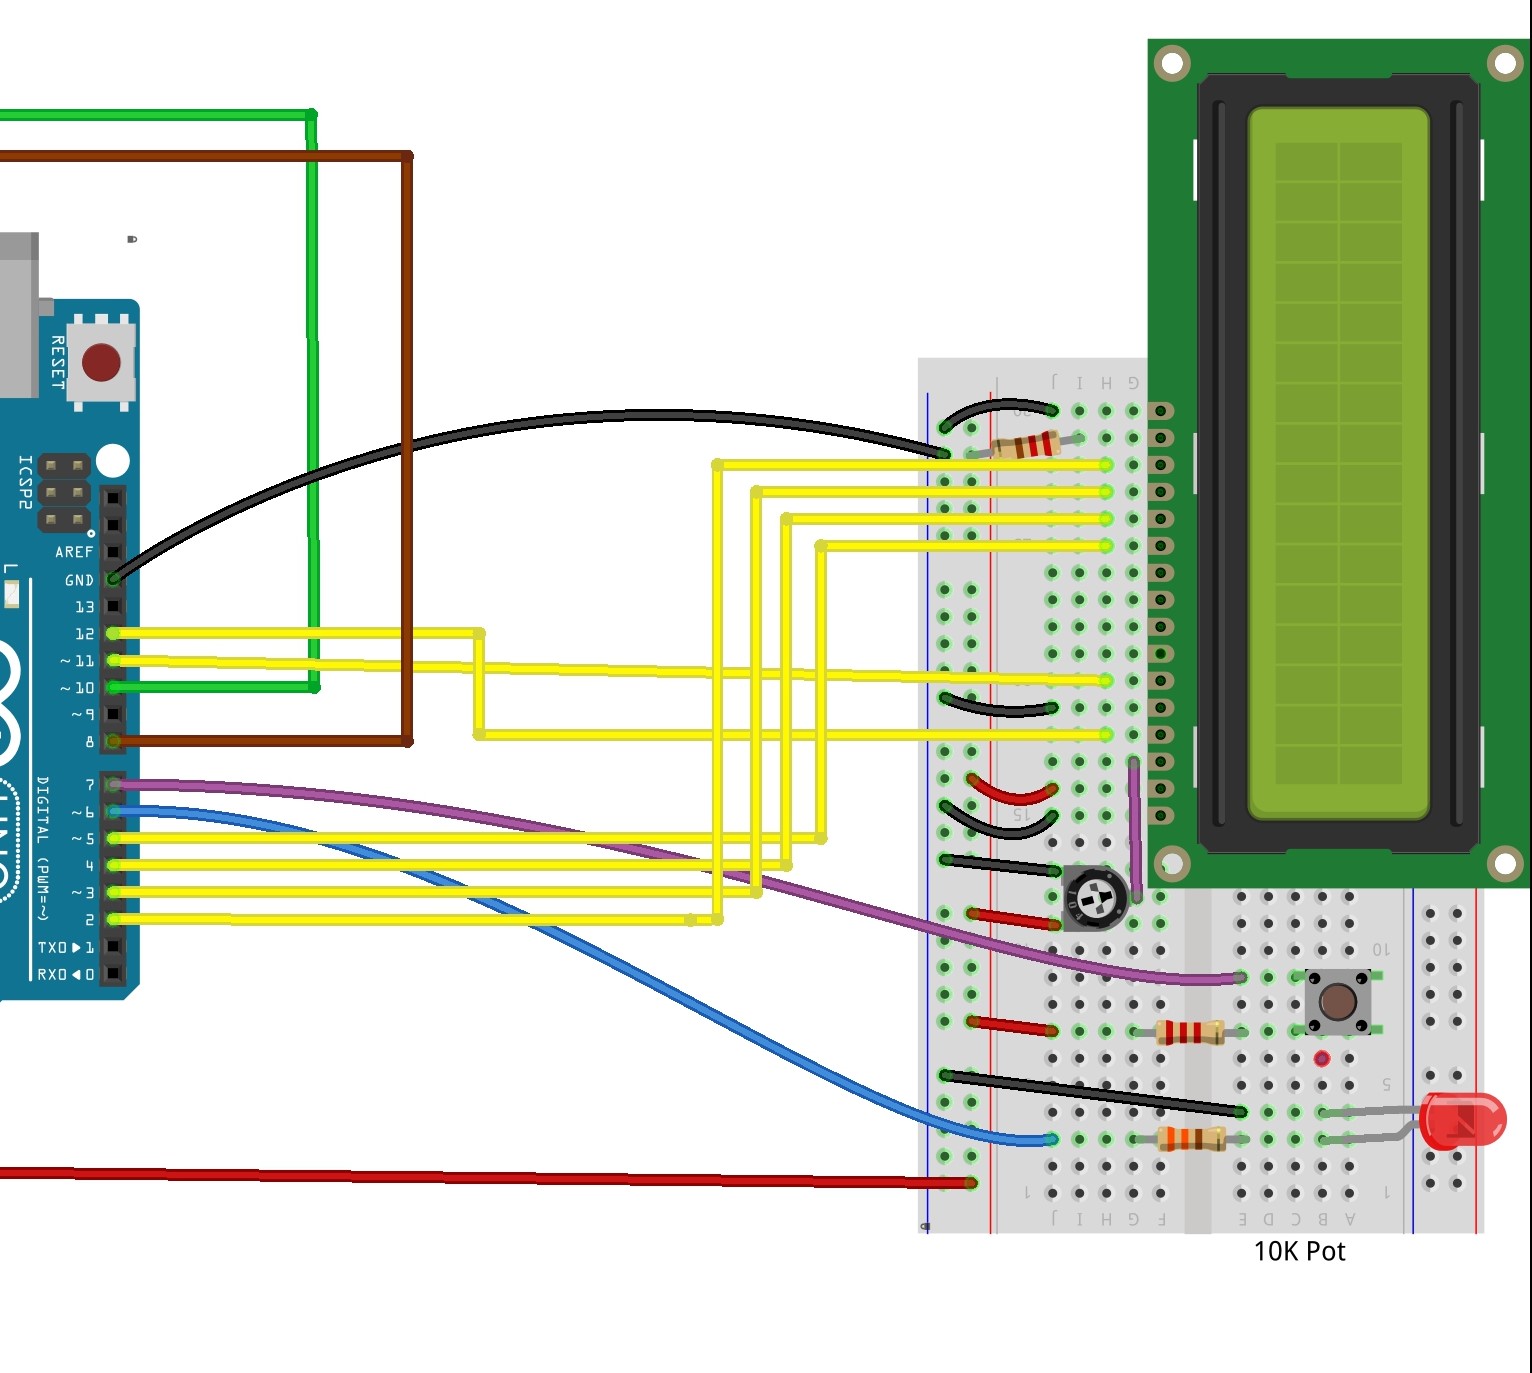 RESET
ICSP2
L
AREF
GND
13
12
~11
~10
~9
8
7
~6
~5
4
~3
2
TX0▶1
RX0◀0
DIGITAL (PWM=~)
J I H G
15
10
5
1
1
J I H G F E D C B A
10K Pot